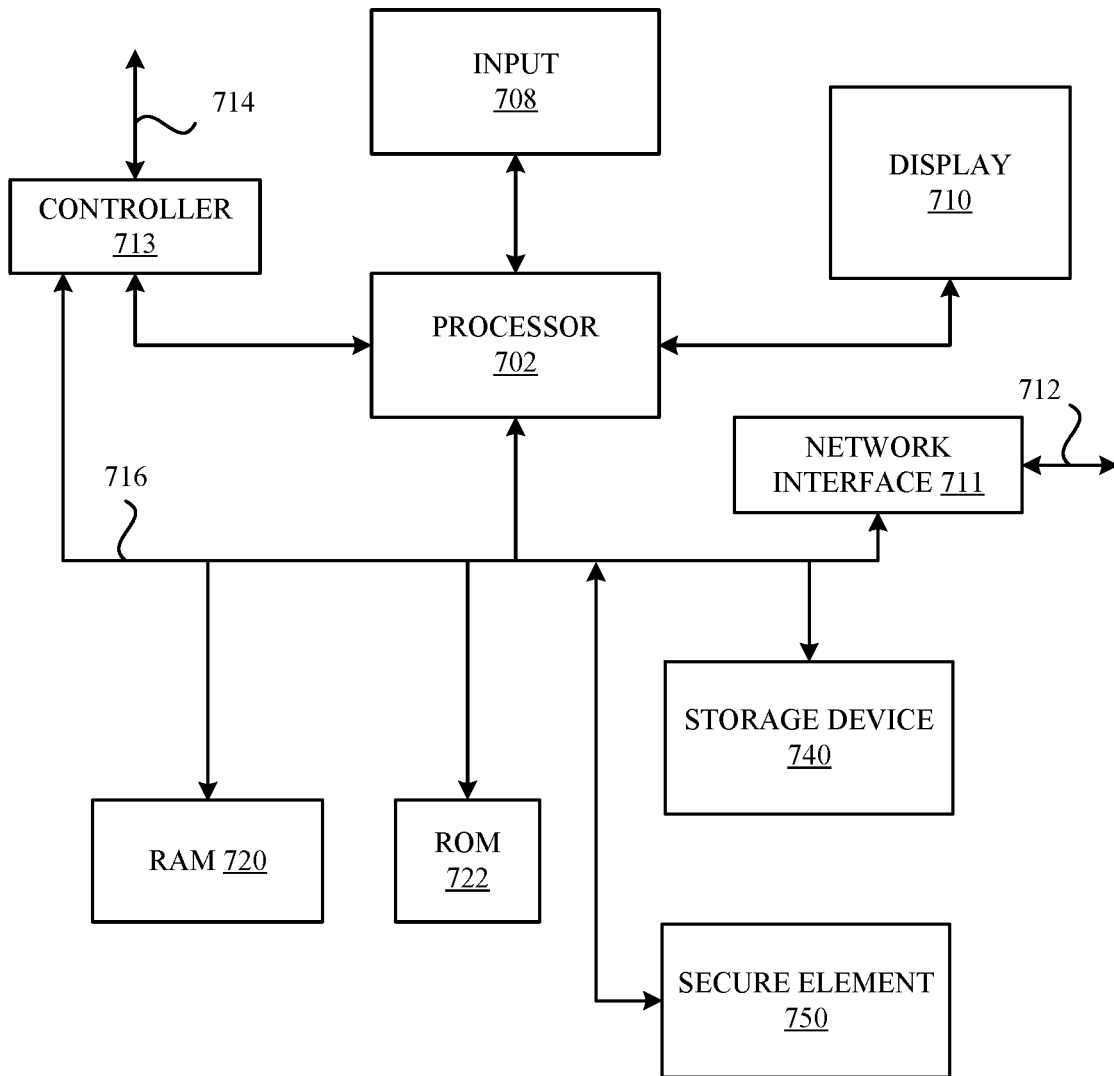 INPUT
708
714
DISPLAY
710
CONTROLLER
713
PROCESSOR
702
712
NETWORK
INTERFACE 711
716
STORAGE DEVICE
740
RAM 720
ROM
722
SECURE ELEMENT
750